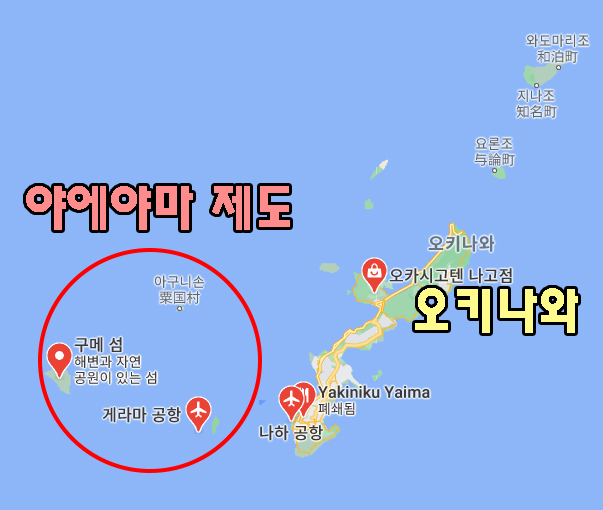 와도마리조
和泊町
지나조
知名町
요론조
与論町
야에야마 제도
오키나와
오카시고텐 나고점
아구니손
粟国村
오키나와
구메 섬
해변과 자연
공원이 있는 섬
Yakiniku Yaima
폐쇄됨
게라마 공항
나하 공항